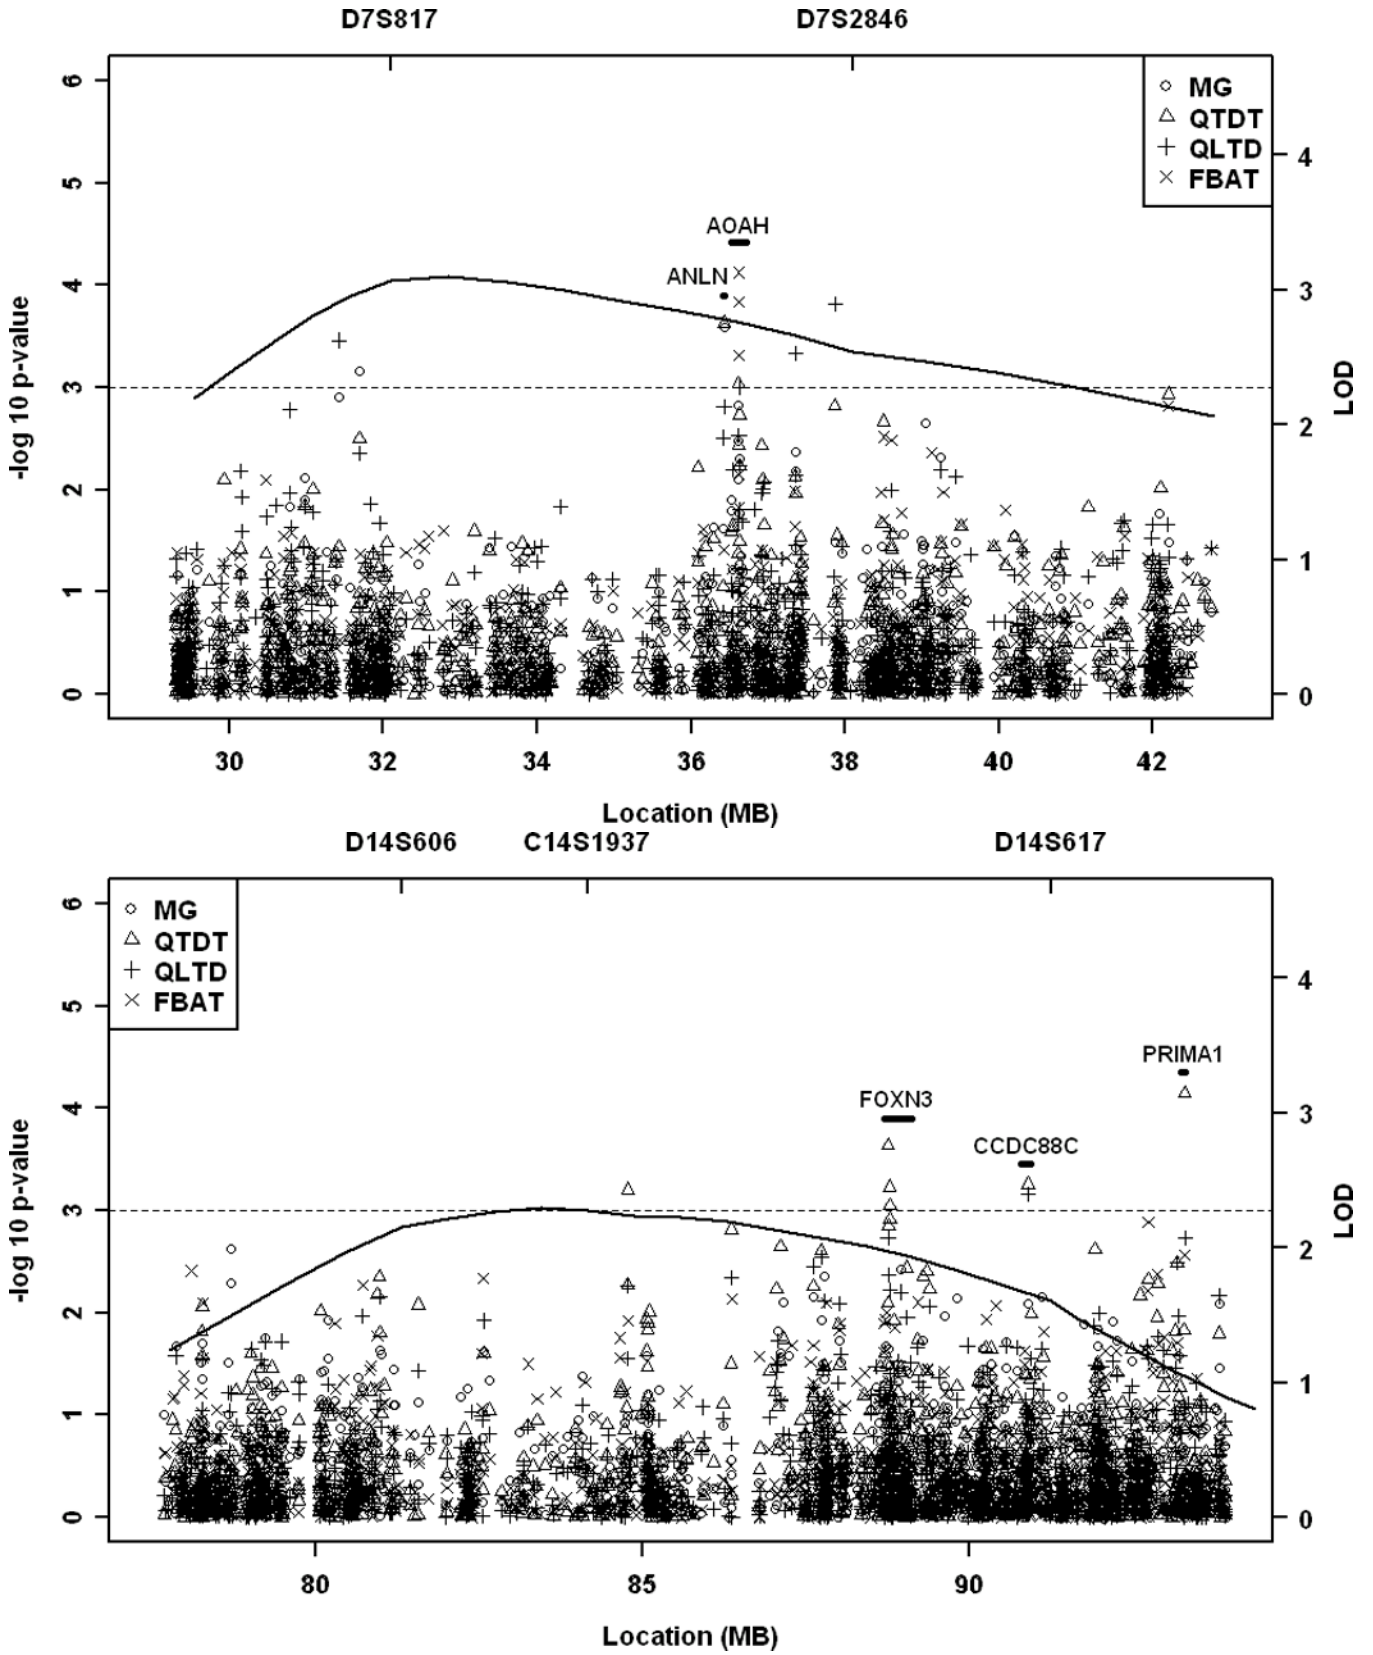 D7S817 D7S2846
6
5
4
3
2
1
0
-log 10 p-value
MG
QTDT
QLTD
FBAT
AOAH
ANLN
4
3
2
1
0
LOD
30 32 34 36 38 40 42
Location (MB)
D14S606 C14S1937 D14S617
6
5
4
3
2
1
0
-log 10 p-value
MG
QTDT
QLTD
FBAT
PRIMA1
FOXN3
CCDC88C
4
3
2
1
0
LOD
80 85 90
Location (MB)